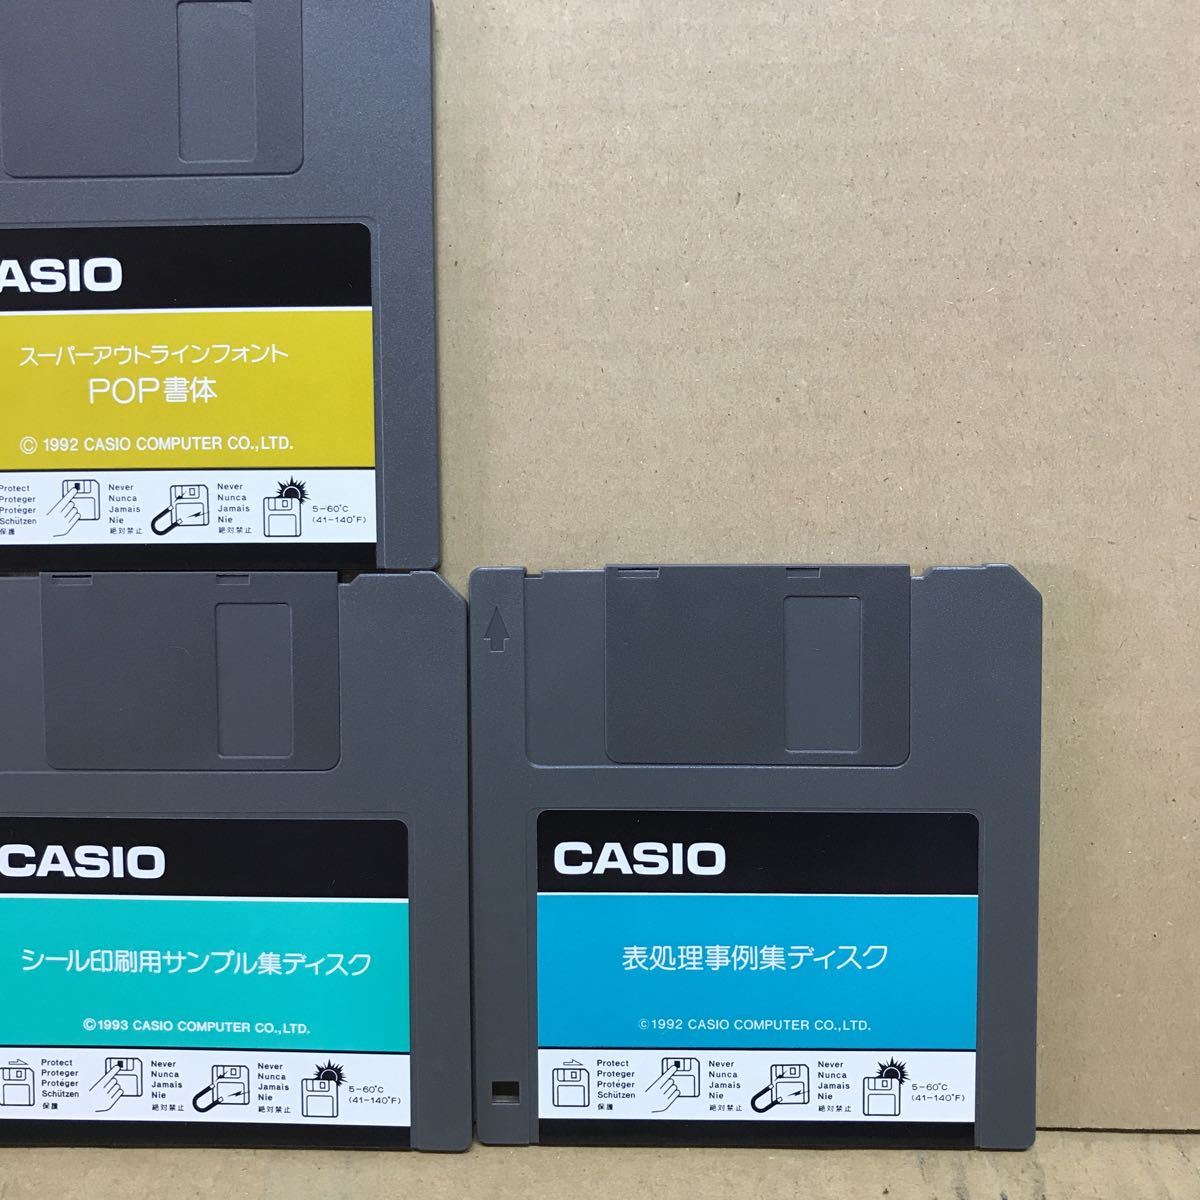 ASIO
スーパーアウトラインフォント
POP書体
© 1992 CASIO COMPUTER CO.,LTD.
Protect
Proteger
Protéger
Schützen
保護
Never
Nunca
Jamais
Nie
絶対禁止
Never
Nunca
Jamais
Nie
絶対禁止
5-60°C
(41-140°F)
CASIO
シール印刷用サンプル集ディスク
©1993 CASIO COMPUTER CO.,LTD.
Protect
Proteger
Protéger
Schützen
保護
Never
Nunca
Jamais
Nie
絶対禁止
Never
Nunca
Jamais
Nie
絶対禁止
5-60°C
(41-140°F)
CASIO
表処理事例集ディスク
©1992 CASIO COMPUTER CO.,LTD.
Protect
Proteger
Protéger
Schützen
保護
Never
Nunca
Jamais
Nie
絶対禁止
Never
Nunca
Jamais
Nie
絶対禁止
5-60°C
(41-140°F)